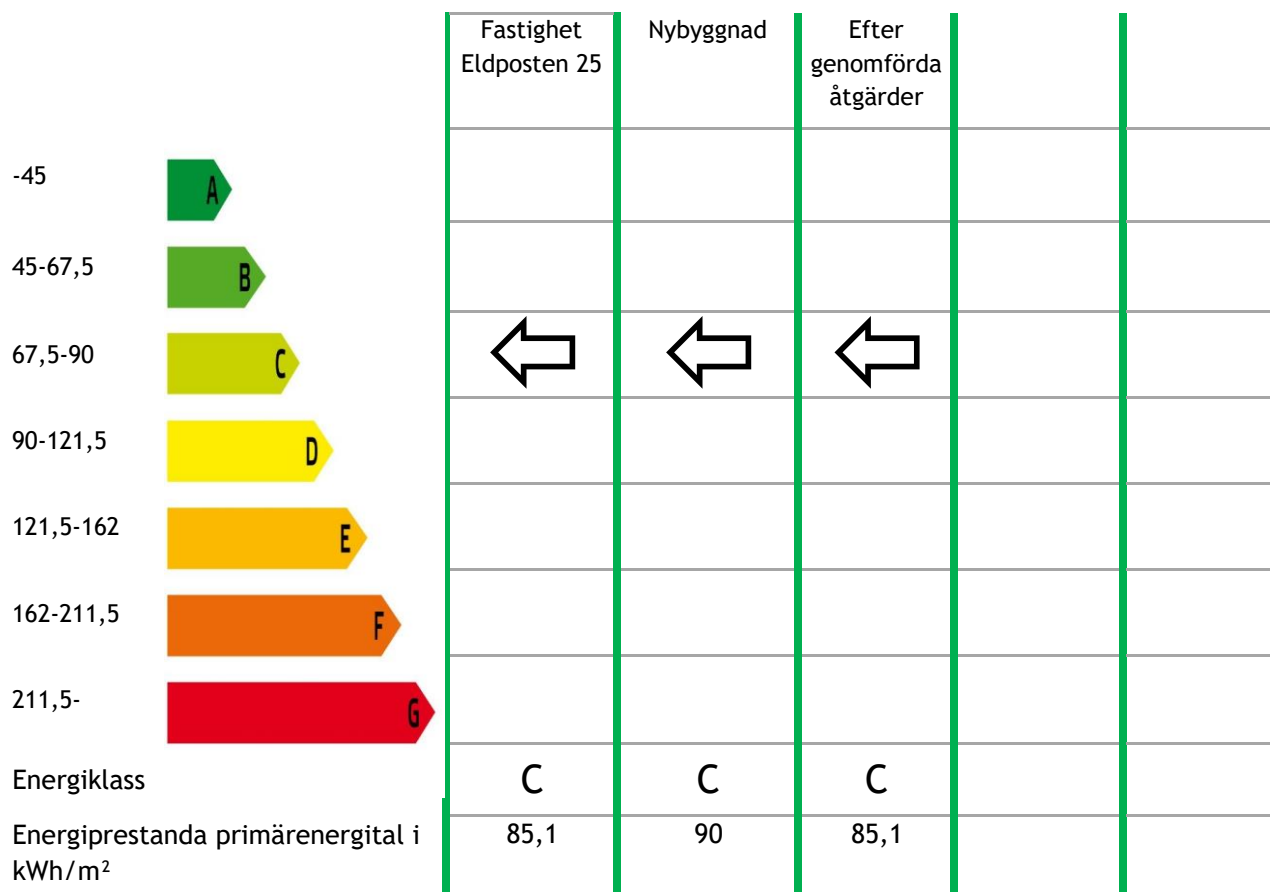 Fastighet
Eldposten 25
Nybyggnad
Efter
genomförda
åtgärder
-45
A
45-67,5
B
67,5-90
C
90-121,5
D
121,5-162
E
162-211,5
F
211,5-
G
Energiklass
C
C
C
Energiprestanda primärenergital i
kWh/m²
85,1
90
85,1